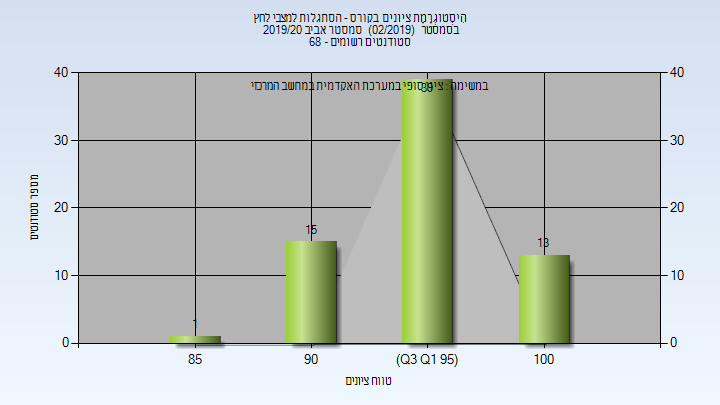 היסטוגרמת ציונים בקורס - הסתגלות למצבי לחץ
בסמסטר (02/2019) סמסטר אביב 2019/20
סטודנטים רשומים - 68
במשימה : ציון סופי במערכת האקדמית במחשב המרכזי
40 40
30 30
20 20
10 10
0 0
מספר סטודנטים
1 15 39 13
85 90 (Q3 Q1 95) 100
טווח ציונים